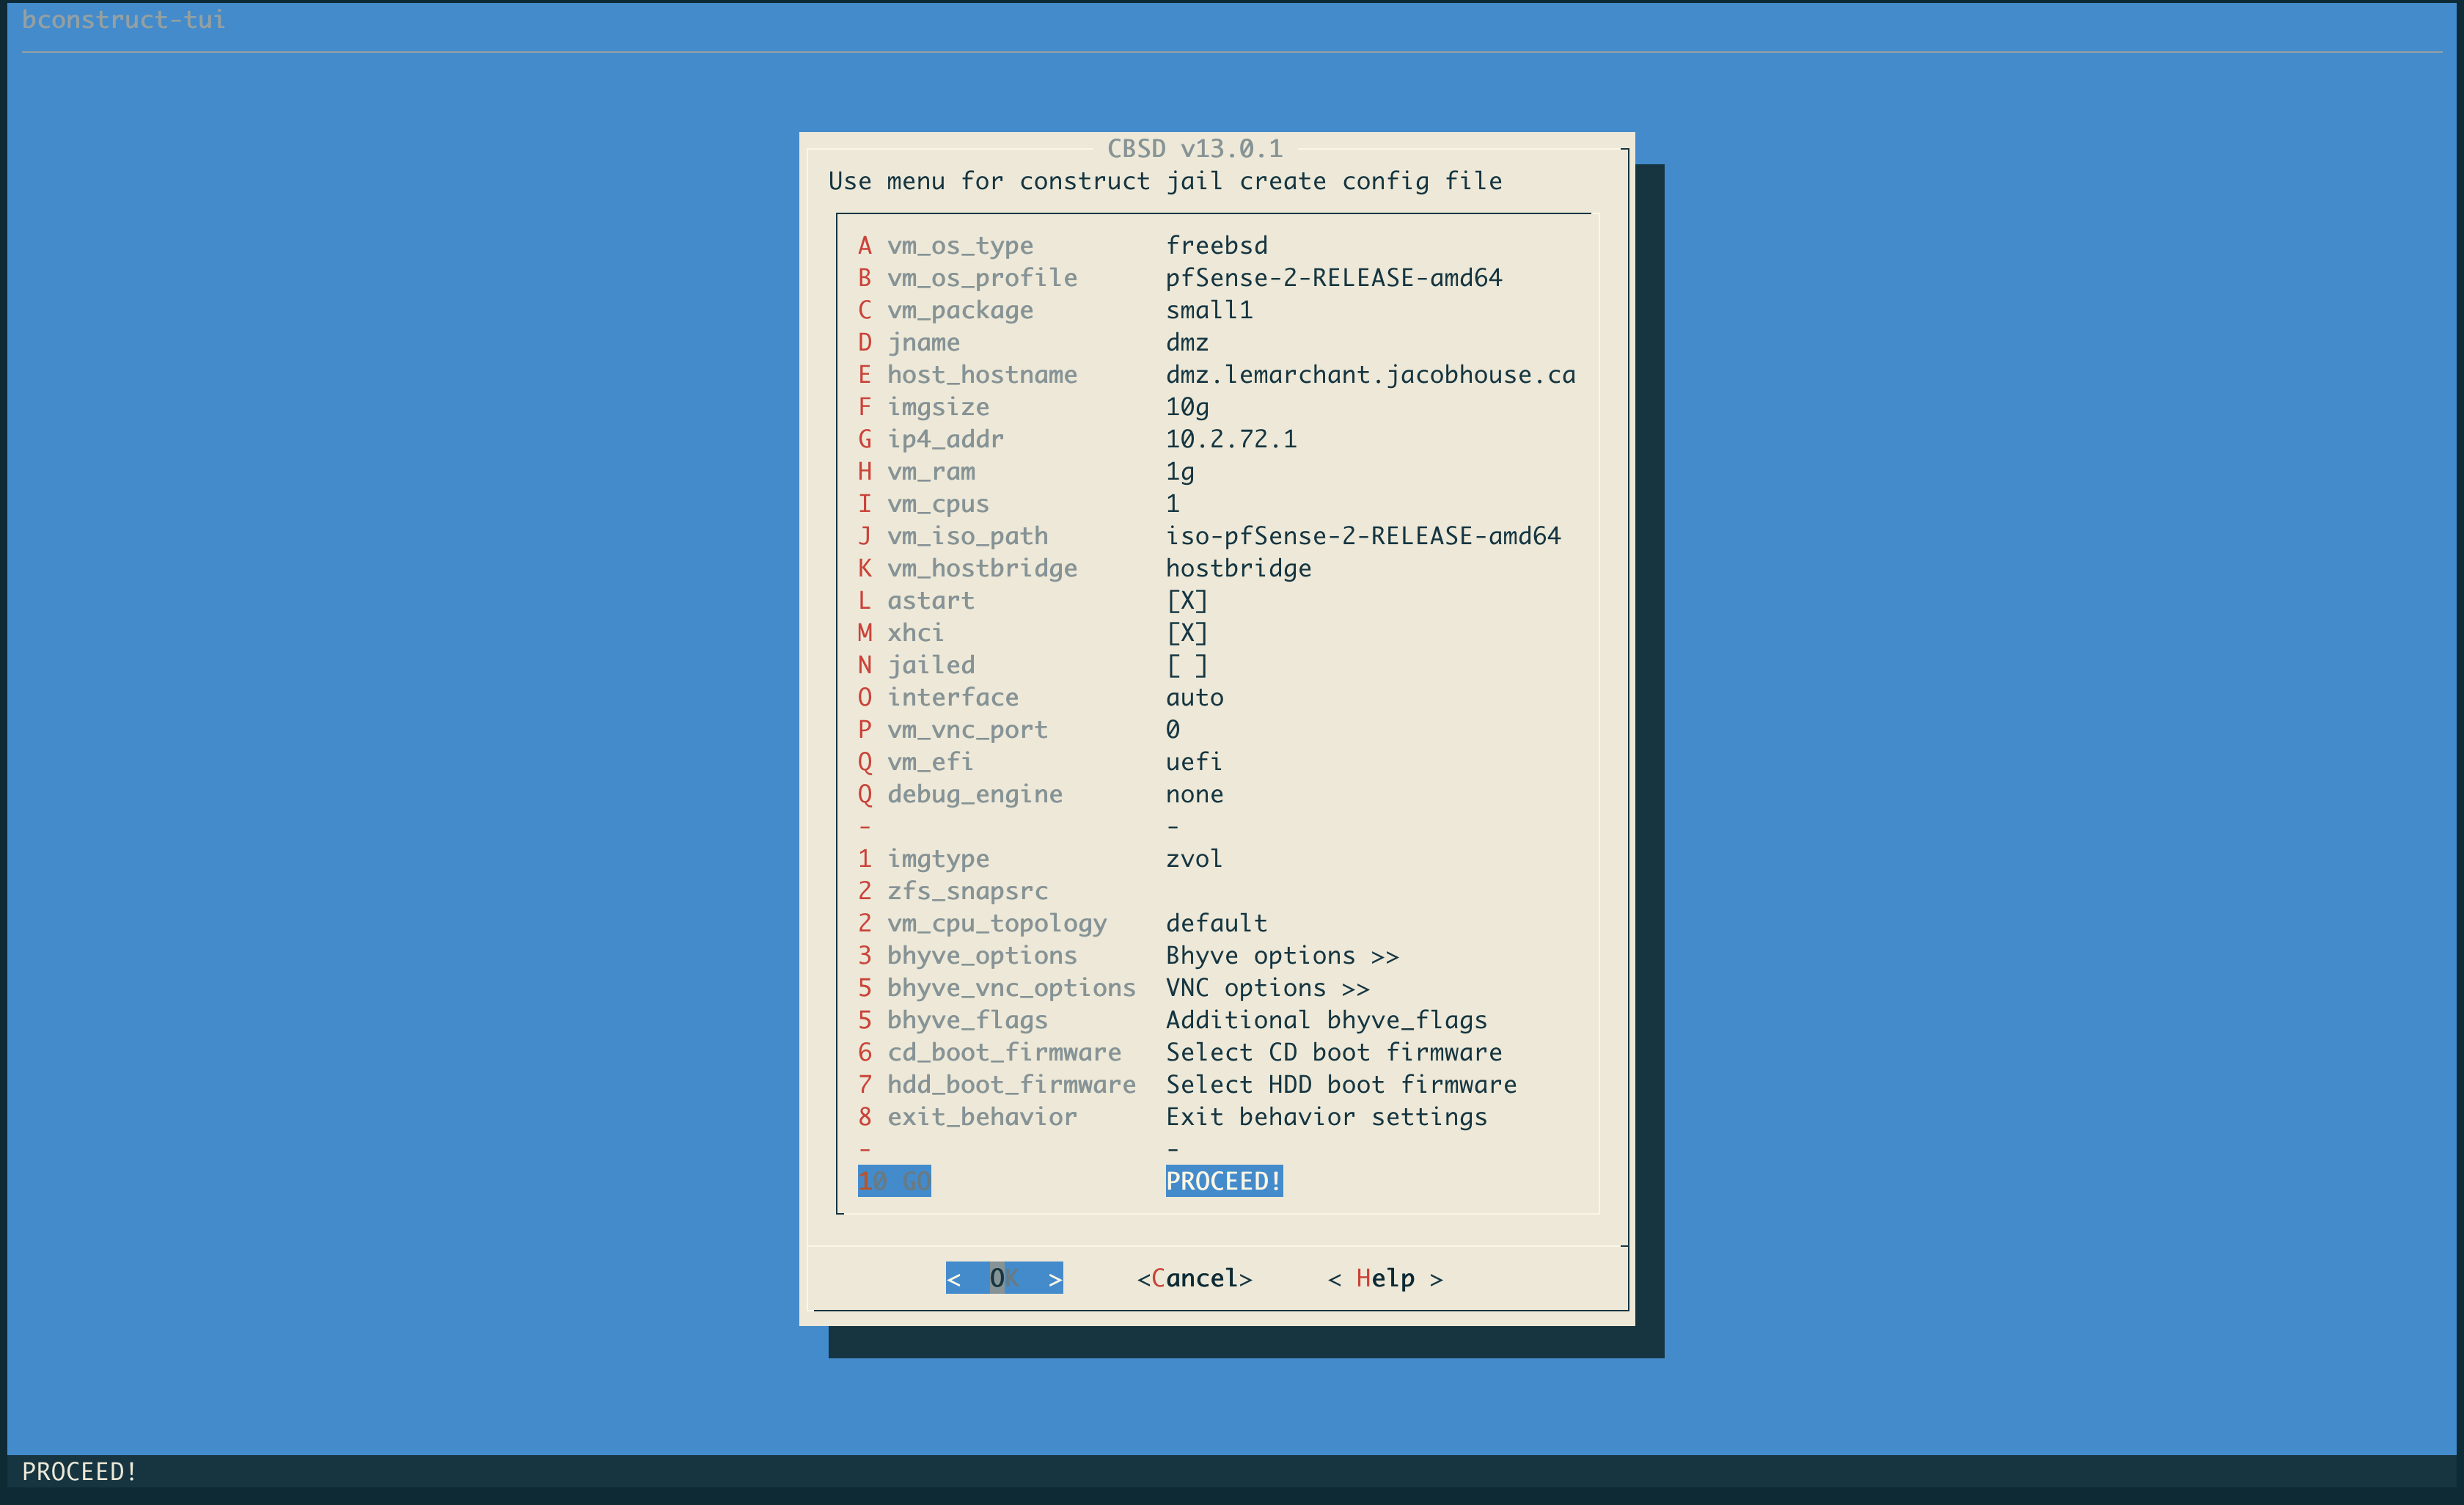 bconstruct-tui
CBSD v13.0.1
Use menu for construct jail create config file
A vm_os_type freebsd
B vm_os_profile pfSense-2-RELEASE-amd64
C vm_package small1
D jname dmz
E host_hostname dmz.lemarchant.jacobhouse.ca
F imgsize 10g
G ip4_addr 10.2.72.1
H vm_ram 1g
I vm_cpus 1
J vm_iso_path iso-pfSense-2-RELEASE-amd64
K vm_hostbridge hostbridge
L astart [X]
M xhci [X]
N jailed [ ]
O interface auto
P vm_vnc_port 0
Q vm_efi uefi
Q debug_engine none
- -
1 imgtype zvol
2 zfs_snapsrc
2 vm_cpu_topology default
3 bhyve_options Bhyve options >>
5 bhyve_vnc_options VNC options >>
5 bhyve_flags Additional bhyve_flags
6 cd_boot_firmware Select CD boot firmware
7 hdd_boot_firmware Select HDD boot firmware
8 exit_behavior Exit behavior settings
- -
10 GO PROCEED!
< OK > <Cancel> < Help >
PROCEED!